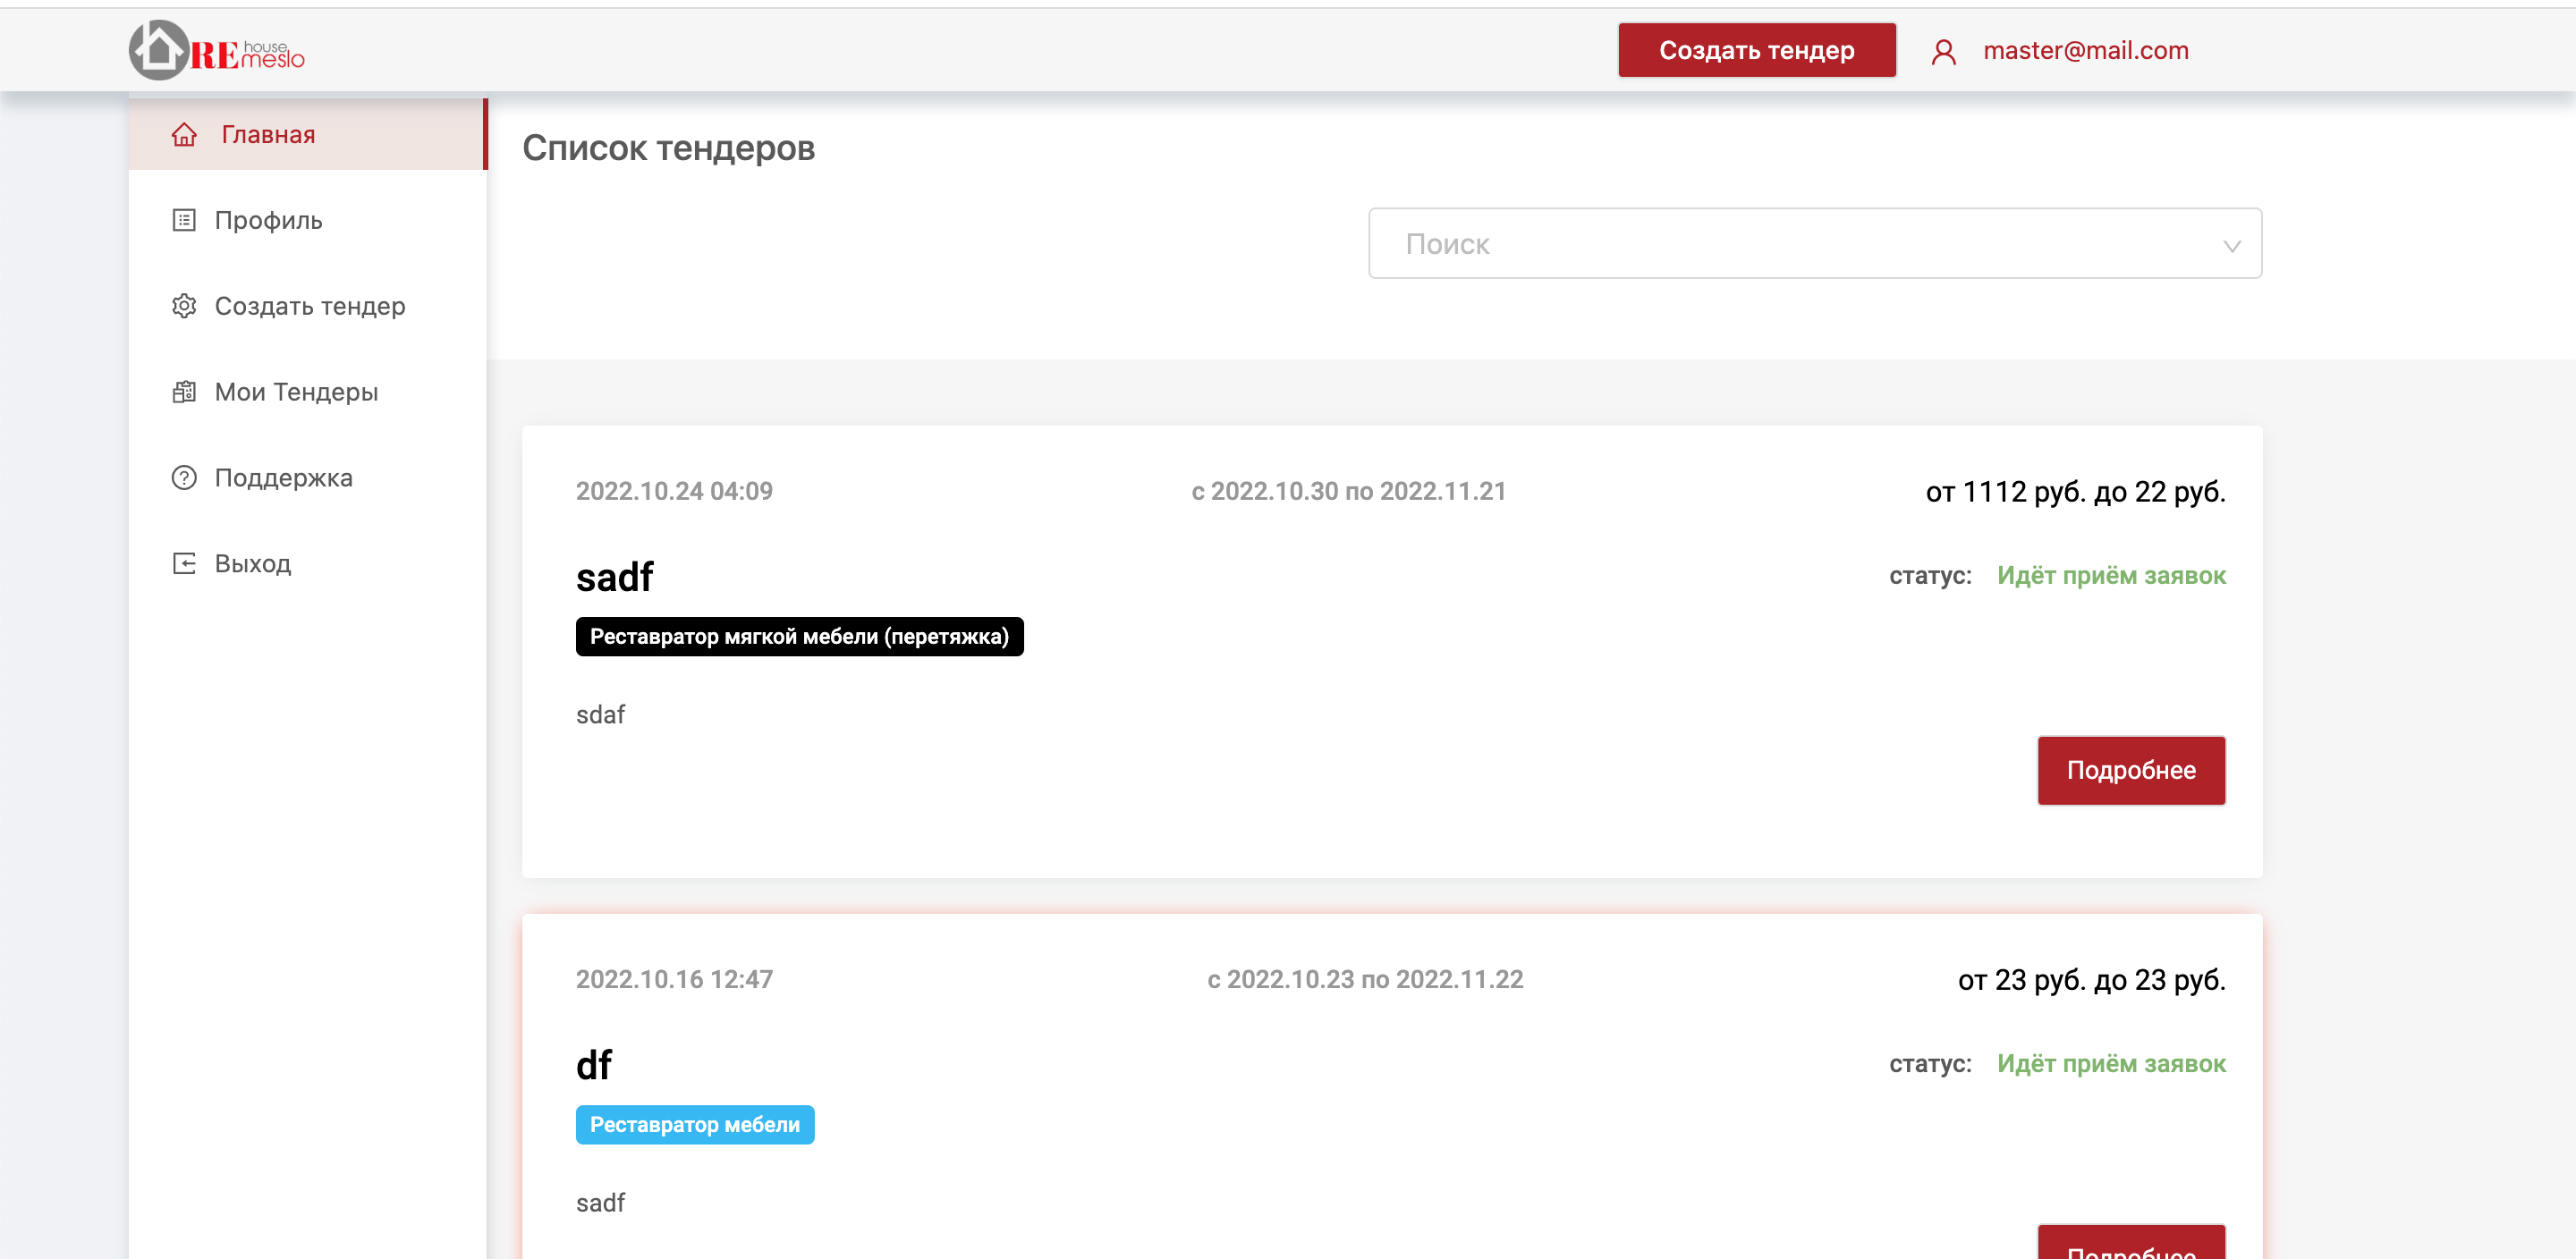 REmeslo house
Создать тендер
master@mail.com
Главная
Профиль
Создать тендер
Мои Тендеры
Поддержка
Выход
Список тендеров
Поиск
2022.10.24 04:09
с 2022.10.30 по 2022.11.21
от 1112 руб. до 22 руб.
sadf
статус: Идёт приём заявок
Реставратор мягкой мебели (перетяжка)
sdaf
Подробнее
2022.10.16 12:47
с 2022.10.23 по 2022.11.22
от 23 руб. до 23 руб.
df
статус: Идёт приём заявок
Реставратор мебели
sadf
Подробнее